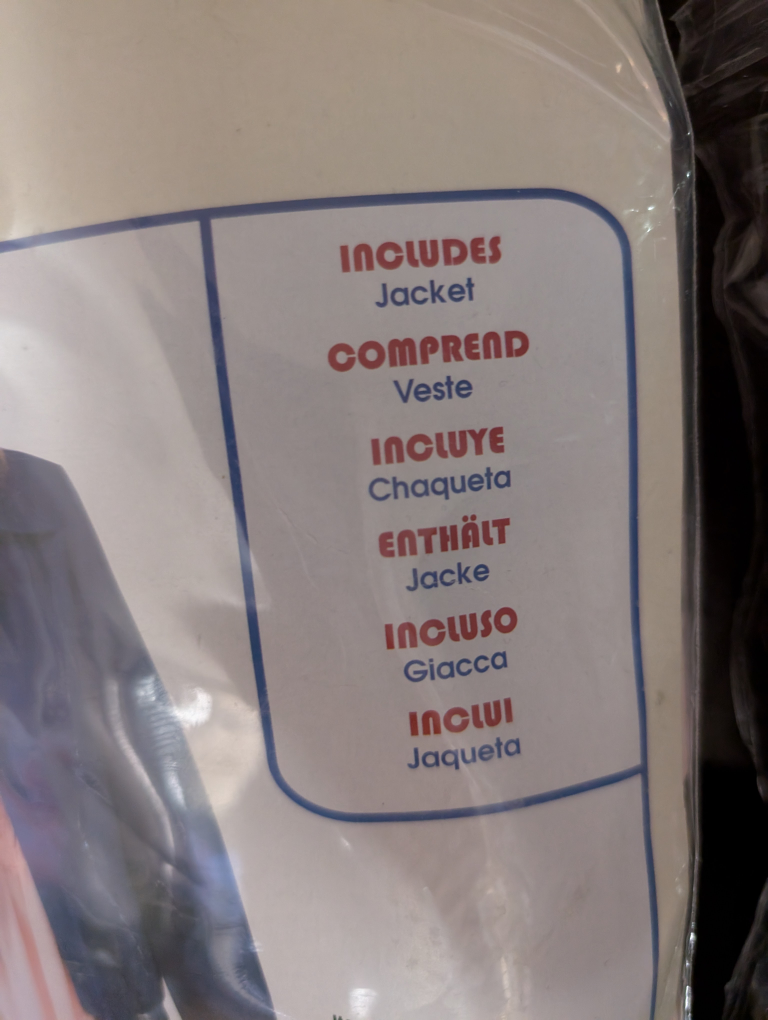 INCLUDES
Jacket
COMPREND
Veste
INCLUYE
Chaqueta
ENTHÄLT
Jacke
INCLUSO
Giacca
INCLUI
Jaqueta